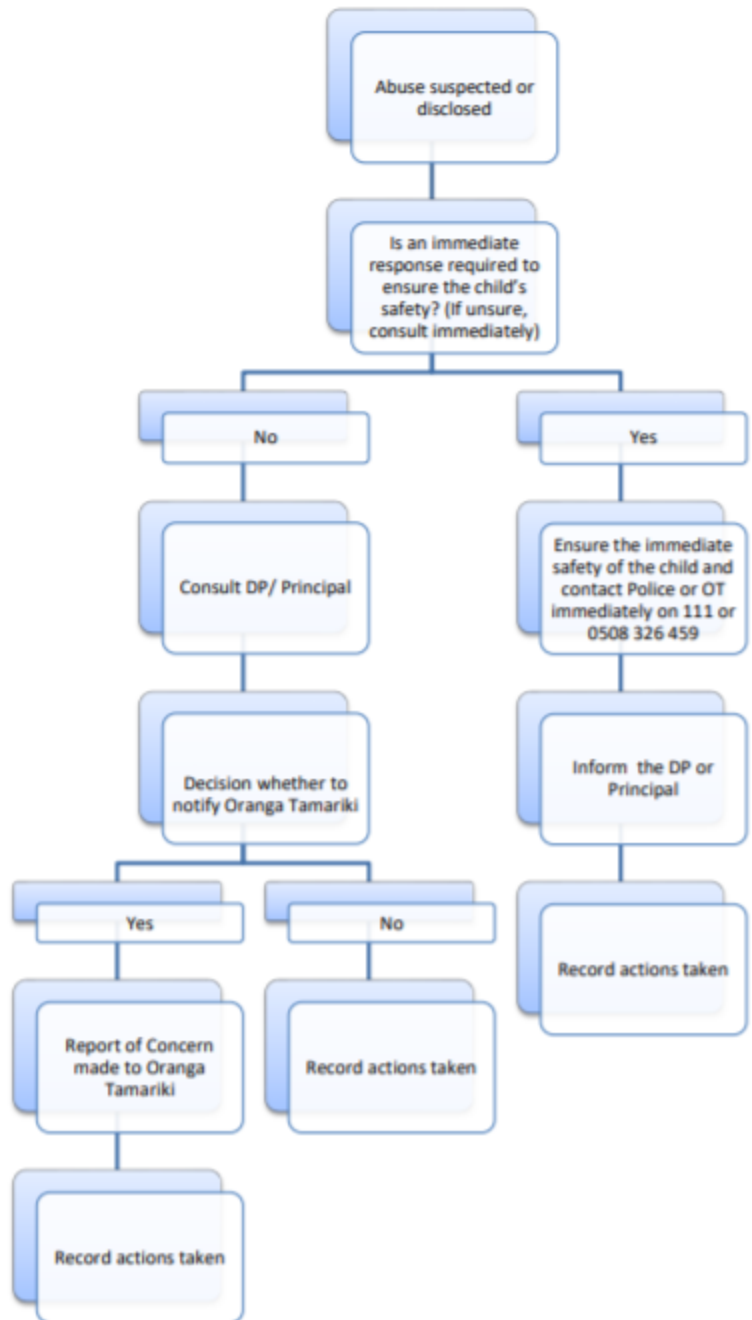 Abuse suspected or
disclosed
Is an immediate
response required to
ensure the child's
safety? (If unsure,
consult immediately)
No
Yes
Consult DP/ Principal
Ensure the immediate
safety of the child and
contact Police or OT
immediately on 111 or
0508 326 459
Decision whether to
notify Oranga Tamariki
Inform the DP or
Principal
Yes
No
Record actions taken
Report of Concern
made to Oranga
Tamariki
Record actions taken
Record actions taken